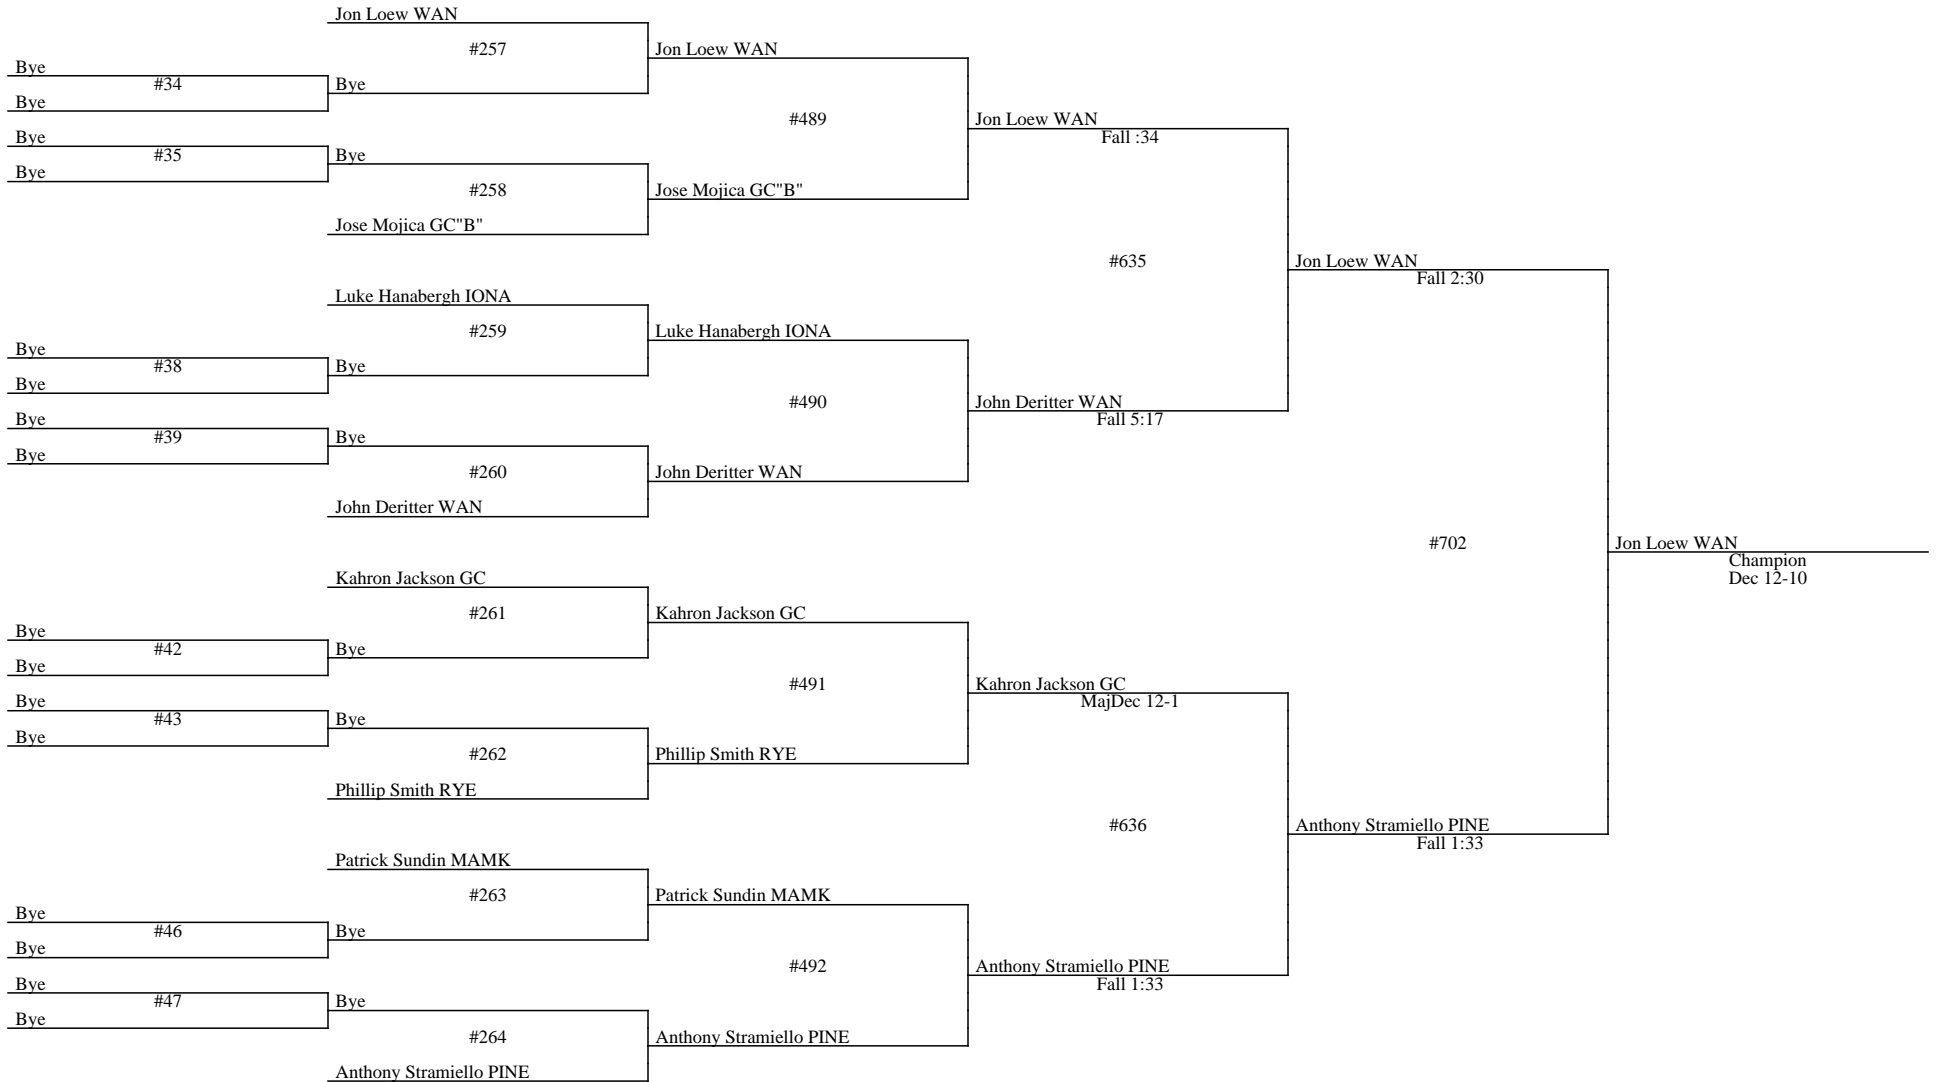 Jon Loew WAN
#257
Jon Loew WAN
Bye
#34
Bye
Bye
#489
Jon Loew WAN
Fall :34
Bye
#35
Bye
Bye
#258
Jose Mojica GC"B"
Jose Mojica GC"B"
#635
Jon Loew WAN
Fall 2:30
Luke Hanabergh IONA
#259
Luke Hanabergh IONA
Bye
#38
Bye
Bye
#490
John Deritter WAN
Fall 5:17
Bye
#39
Bye
Bye
#260
John Deritter WAN
John Deritter WAN
#702
Jon Loew WAN
Champion
Dec 12-10
Kahron Jackson GC
#261
Kahron Jackson GC
Bye
#42
Bye
Bye
#491
Kahron Jackson GC
MajDec 12-1
Bye
#43
Bye
Bye
#262
Phillip Smith RYE
Phillip Smith RYE
#636
Anthony Stramiello PINE
Fall 1:33
Patrick Sundin MAMK
#263
Patrick Sundin MAMK
Bye
#46
Bye
Bye
#492
Anthony Stramiello PINE
Fall 1:33
Bye
#47
Bye
Bye
#264
Anthony Stramiello PINE
Anthony Stramiello PINE